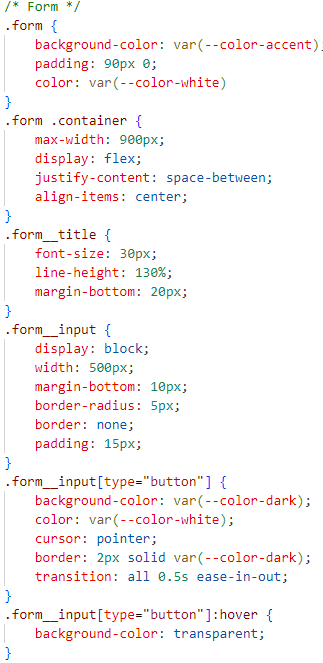 /* Form */
.form {
    background-color: var(--color-accent);
    padding: 90px 0;
    color: var(--color-white)
}
.form .container {
    max-width: 900px;
    display: flex;
    justify-content: space-between;
    align-items: center;
}
.form__title {
    font-size: 30px;
    line-height: 130%;
    margin-bottom: 20px;
}
.form__input {
    display: block;
    width: 500px;
    margin-bottom: 10px;
    border-radius: 5px;
    border: none;
    padding: 15px;
}
.form__input[type="button"] {
    background-color: var(--color-dark);
    color: var(--color-white);
    cursor: pointer;
    border: 2px solid var(--color-dark);
    transition: all 0.5s ease-in-out;
}
.form__input[type="button"]:hover {
    background-color: transparent;
}